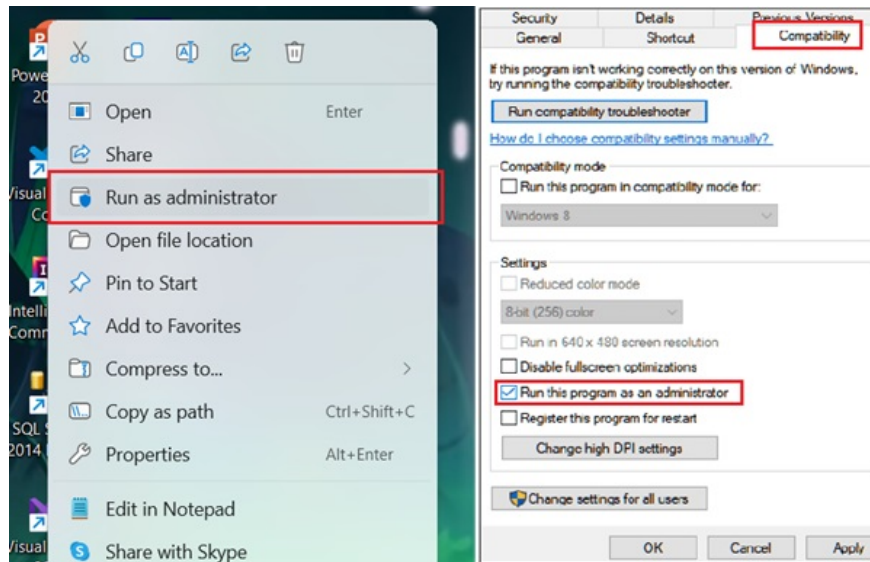 Powe
20
Visual
Co
Intelli
Comm
SQL S
2014
Visual
Open Enter
Share
Run as administrator
Open file location
Pin to Start
Add to Favorites
Compress to...
Copy as path Ctrl+Shift+C
Properties Alt+Enter
Edit in Notepad
Share with Skype
Security Details Previous Versions
General Shortcut Compatibility
If this program isn't working correctly on this version of Windows,
try running the compatibility troubleshooter.
Run compatibility troubleshooter
How do I choose compatibility settings manually?
Compatibility mode
Run this program in compatibility mode for:
Windows 8
Settings
Reduced color mode
8-bit (256) color
Run in 640 x 480 screen resolution
Disable fullscreen optimizations
Run this program as an administrator
Register this program for restart
Change high DPI settings
Change settings for all users
OK Cancel Apply